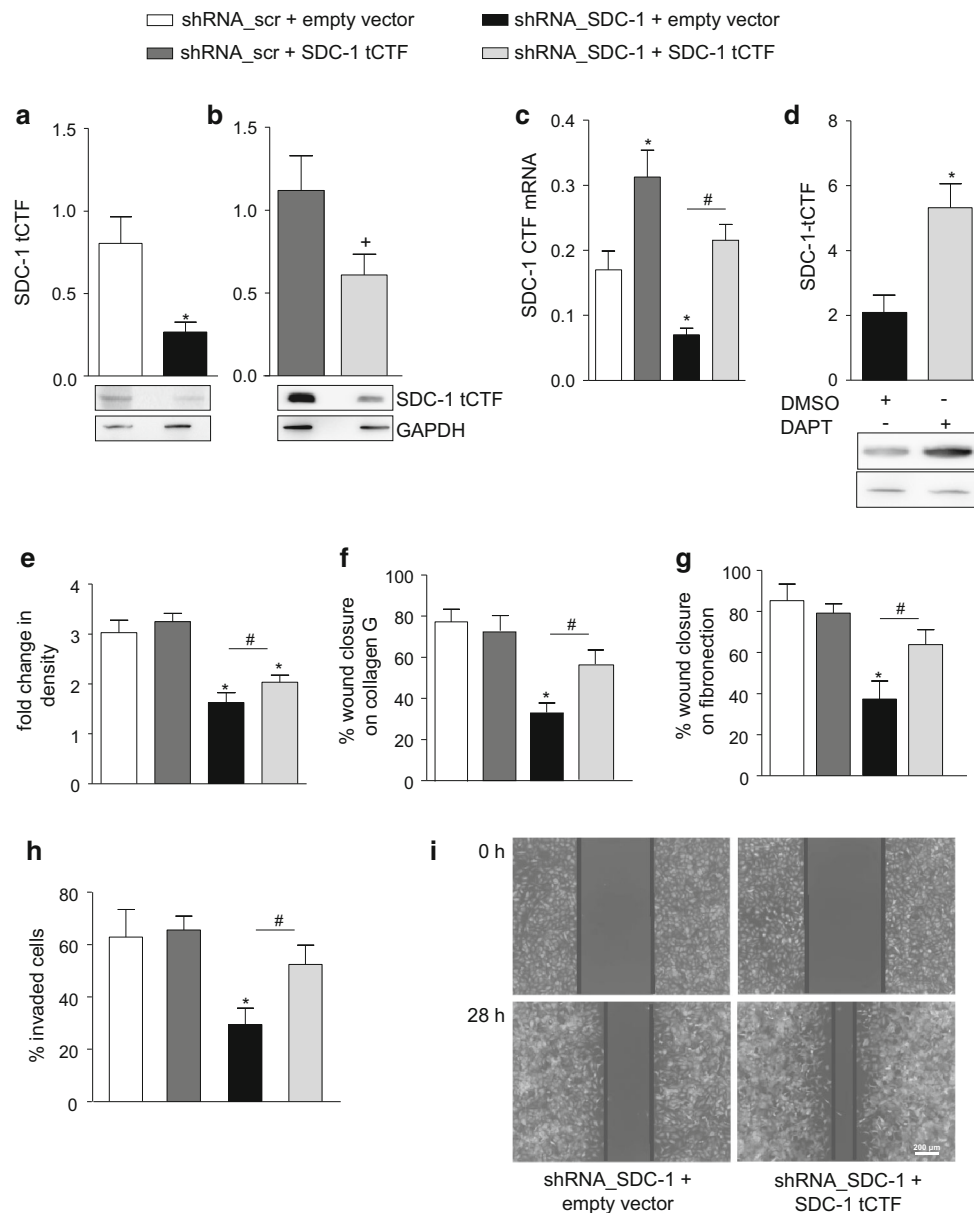 shRNA_scr + empty vector
shRNA_SDC-1 + empty vector
shRNA_scr + SDC-1 tCTF
shRNA_SDC-1 + SDC-1 tCTF
a
b
c
d
SDC-1 tCTF
1.5
1.0
0.5
0.0
*
1.5
1.0
0.5
0.0
+
SDC-1 tCTF
GAPDH
SDC-1 CTF mRNA
0.4
0.3
0.2
0.1
0.0
*
*
#
SDC-1-tCTF
8
6
4
2
0
*
DMSO + -
DAPT - +
e
f
g
fold change in
density
4
3
2
1
0
*
#
*
% wound closure
on collagen G
100
80
60
40
20
0
*
#
% wound closure
on fibronection
100
80
60
40
20
0
*
#
h
i
% invaded cells
80
60
40
20
0
*
#
0 h
28 h
200 µm
shRNA_SDC-1 +
empty vector
shRNA_SDC-1 +
SDC-1 tCTF